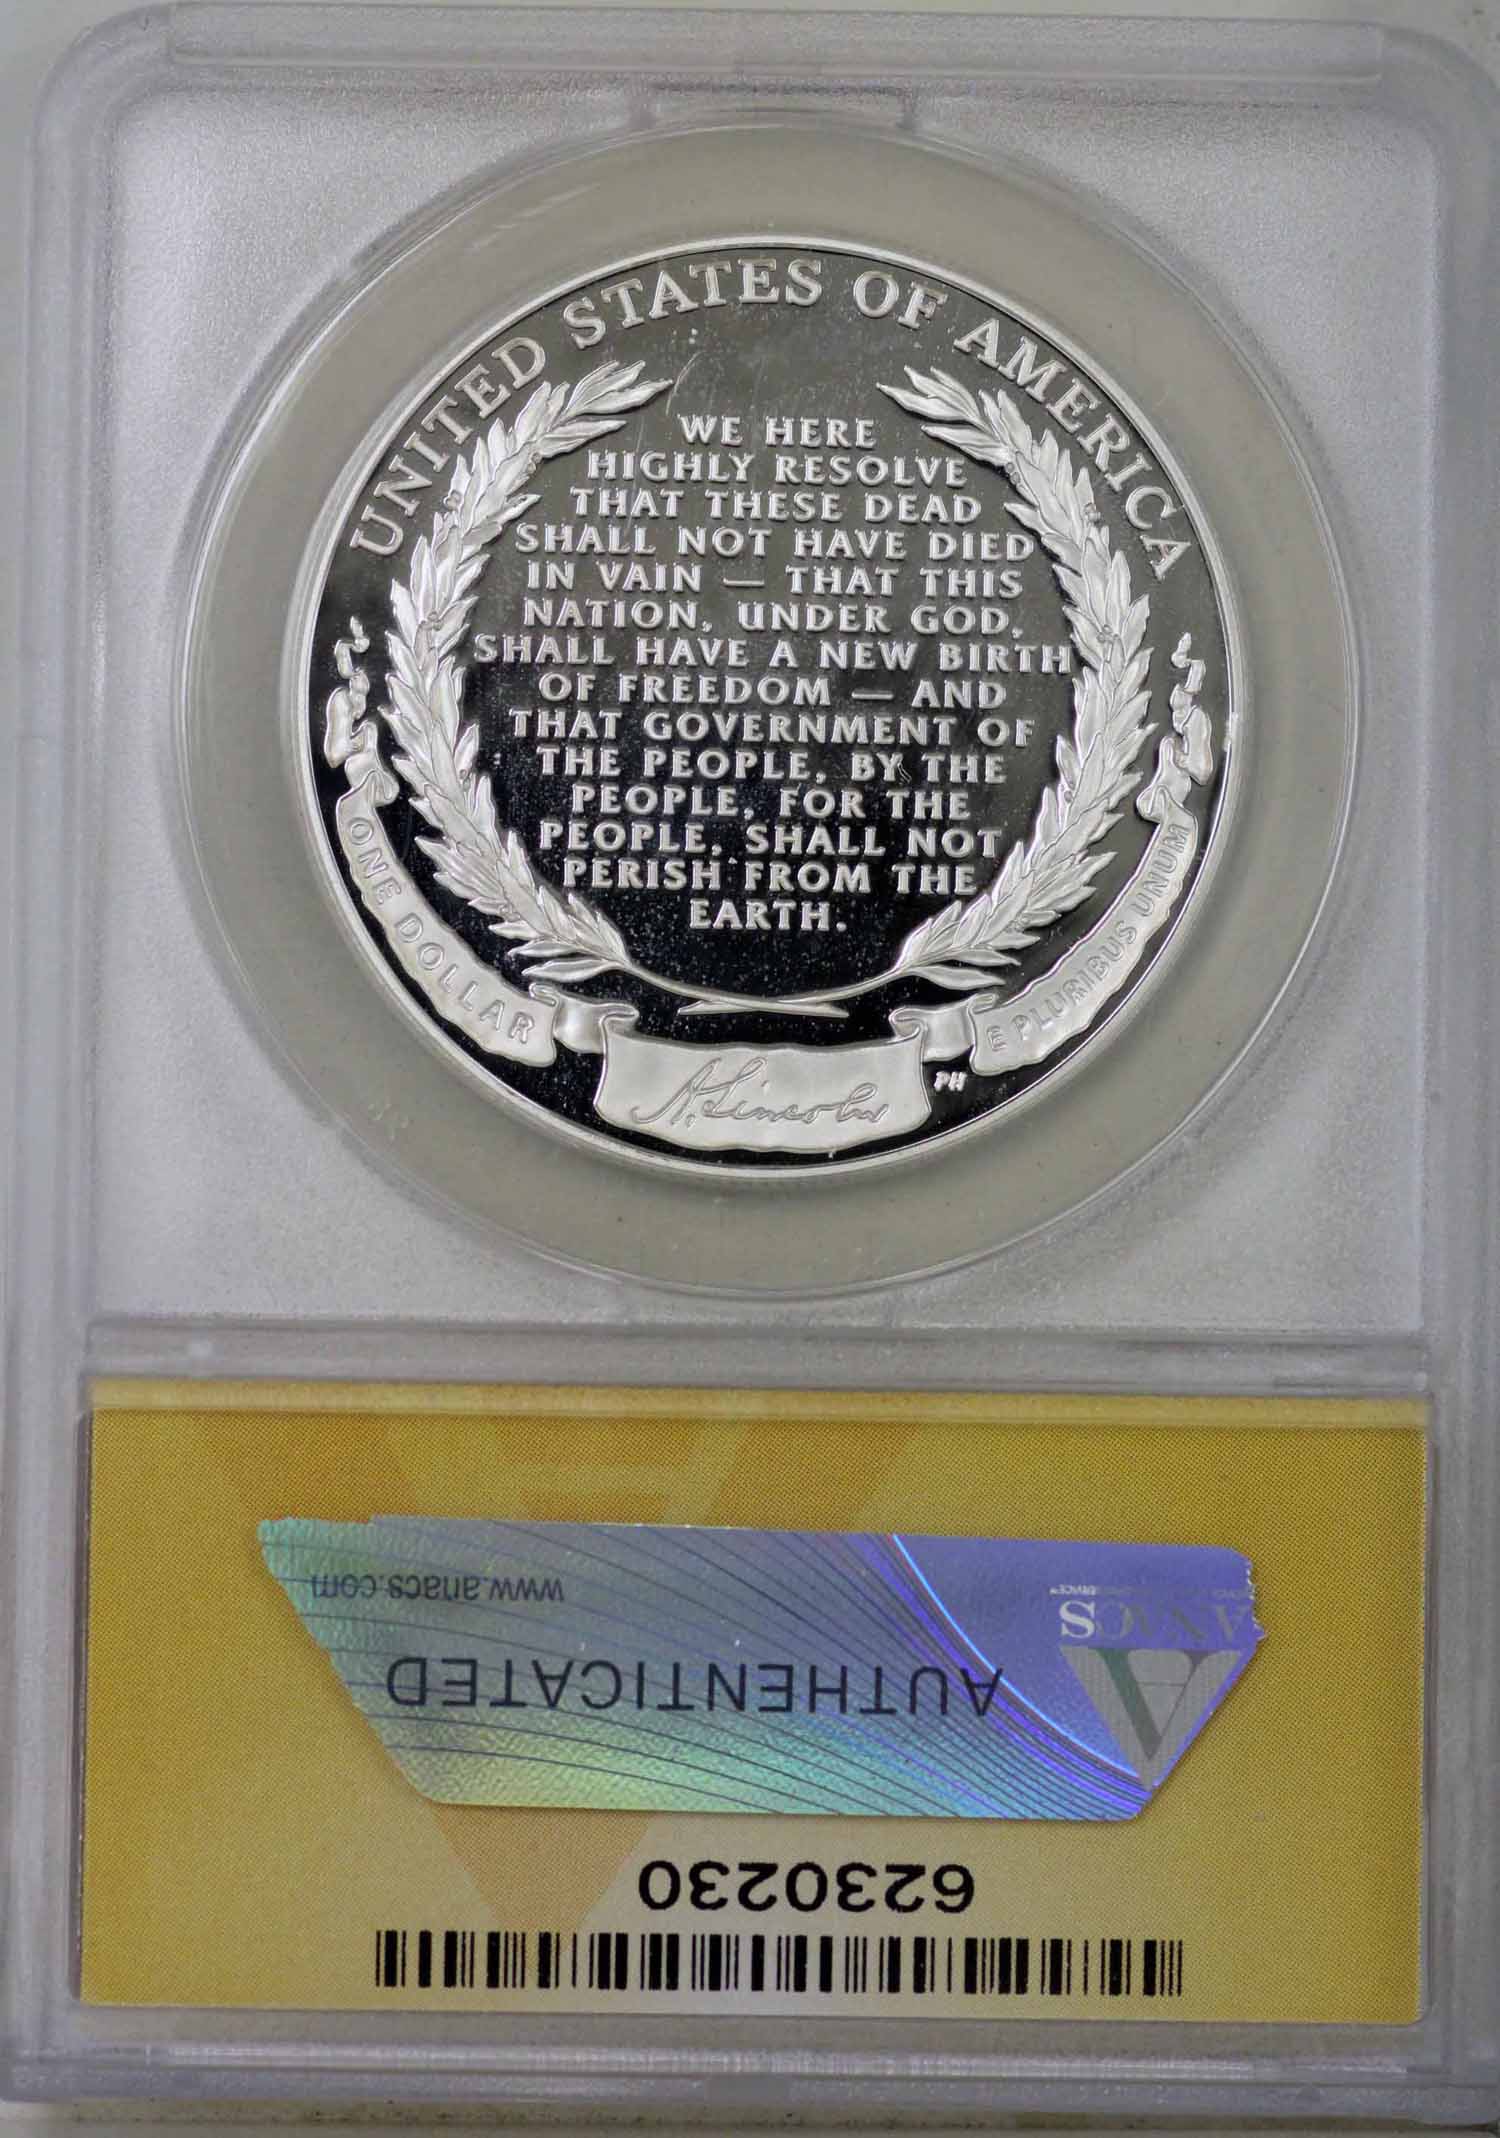 UNITED STATES OF AMERICA
WE HERE
HIGHLY RESOLVE
THAT THESE DEAD
SHALL NOT HAVE DIED
IN VAIN — THAT THIS
NATION, UNDER GOD,
SHALL HAVE A NEW BIRTH
OF FREEDOM — AND
THAT GOVERNMENT OF
THE PEOPLE, BY THE
PEOPLE, FOR THE
PEOPLE, SHALL NOT
PERISH FROM THE
EARTH.
ONE DOLLAR
A. Lincoln
PH
E PLURIBUS UNUM
6230230
AUTHENTICATED
ANACS
www.anacs.com